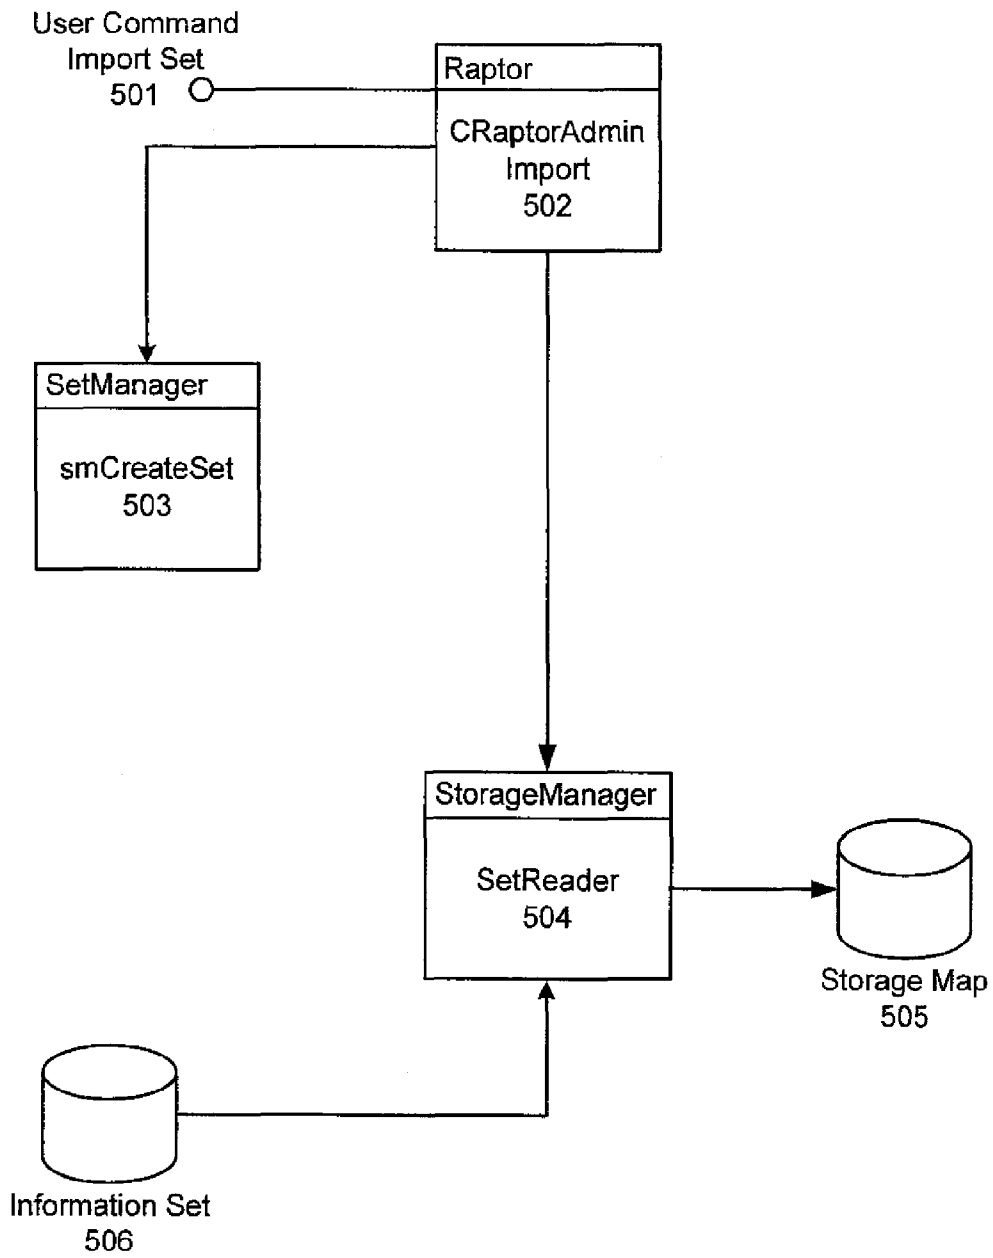 User Command
Import Set
501
Raptor
CRaptorAdmin
Import
502
SetManager
smCreateSet
503
StorageManager
SetReader
504
Storage Map
505
Information Set
506